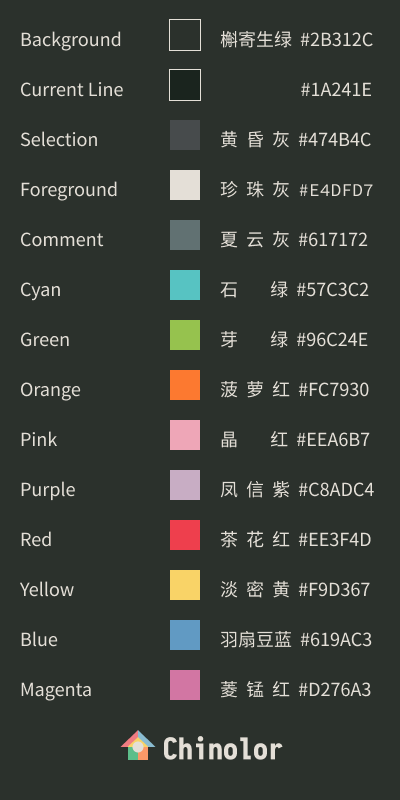 Background 槲寄生绿 #2B312C
Current Line #1A241E
Selection 黄昏灰 #474B4C
Foreground 珍珠灰 #E4DFD7
Comment 夏云灰 #617172
Cyan 石绿 #57C3C2
Green 芽绿 #96C24E
Orange 菠萝红 #FC7930
Pink 晶红 #EEA6B7
Purple 凤信紫 #C8ADC4
Red 茶花红 #EE3F4D
Yellow 淡密黄 #F9D367
Blue 羽扇豆蓝 #619AC3
Magenta 菱锰红 #D276A3
Chinolor